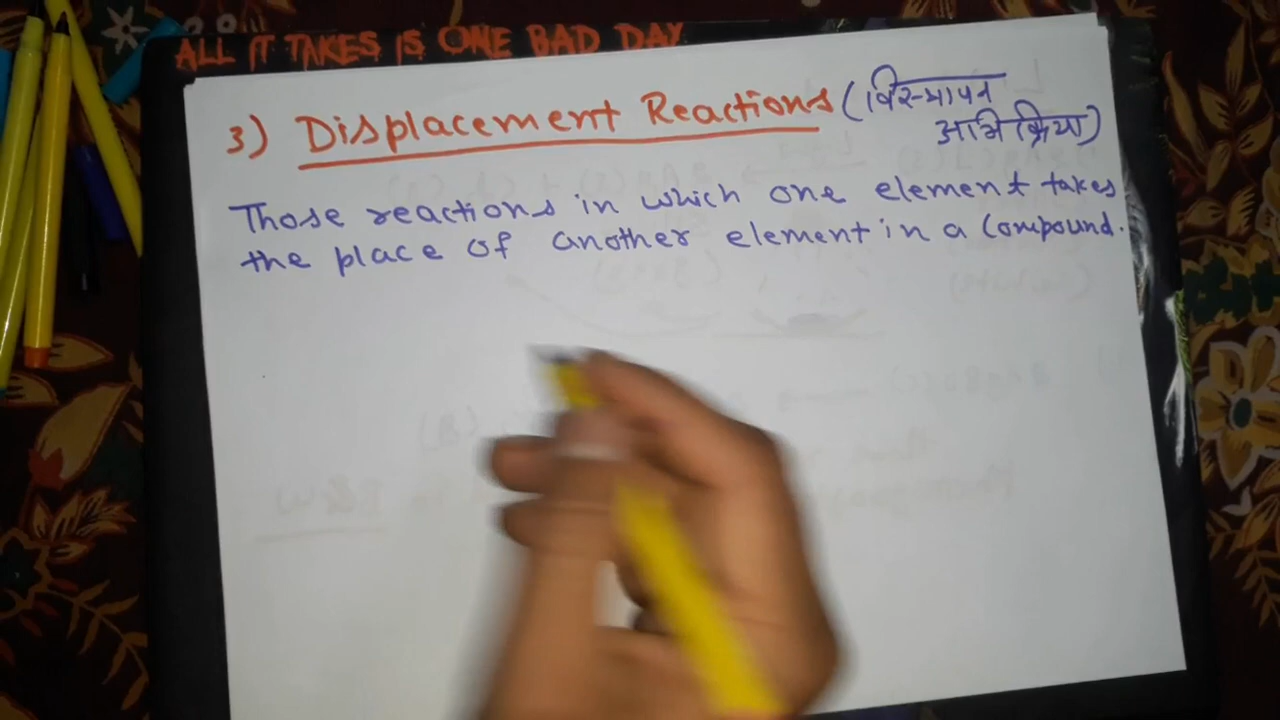 ALL IT TAKES IS ONE BAD DAY
3) Displacement Reactions (विस्थापन
अभिक्रिया)
Those reactions in which one element takes
the place of another element in a Compound.